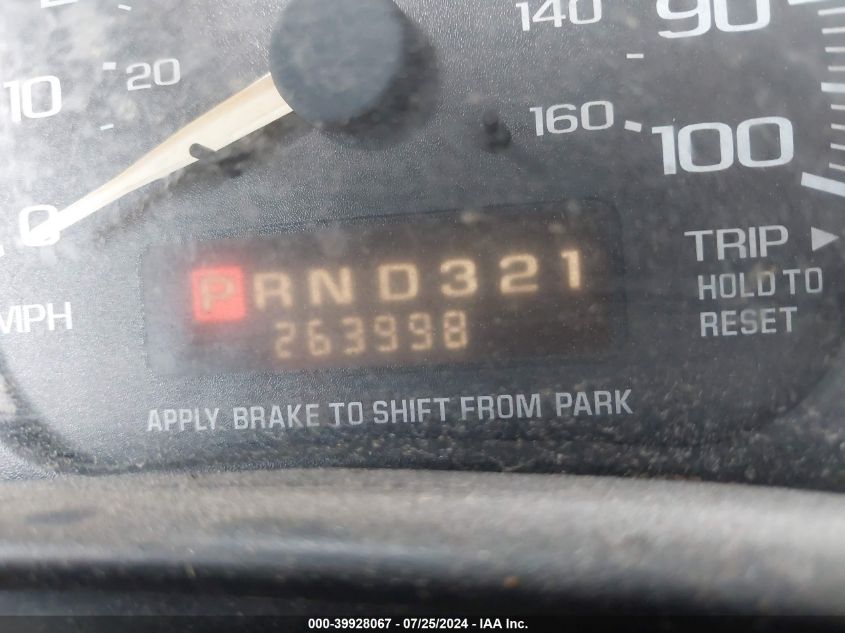 140
90
10
20
160
100
0
TRIP
PRND321
HOLD TO
263998
MPH
RESET
APPLY BRAKE TO SHIFT FROM PARK
000-39928067 / 07/25/2024 - IAA Inc.